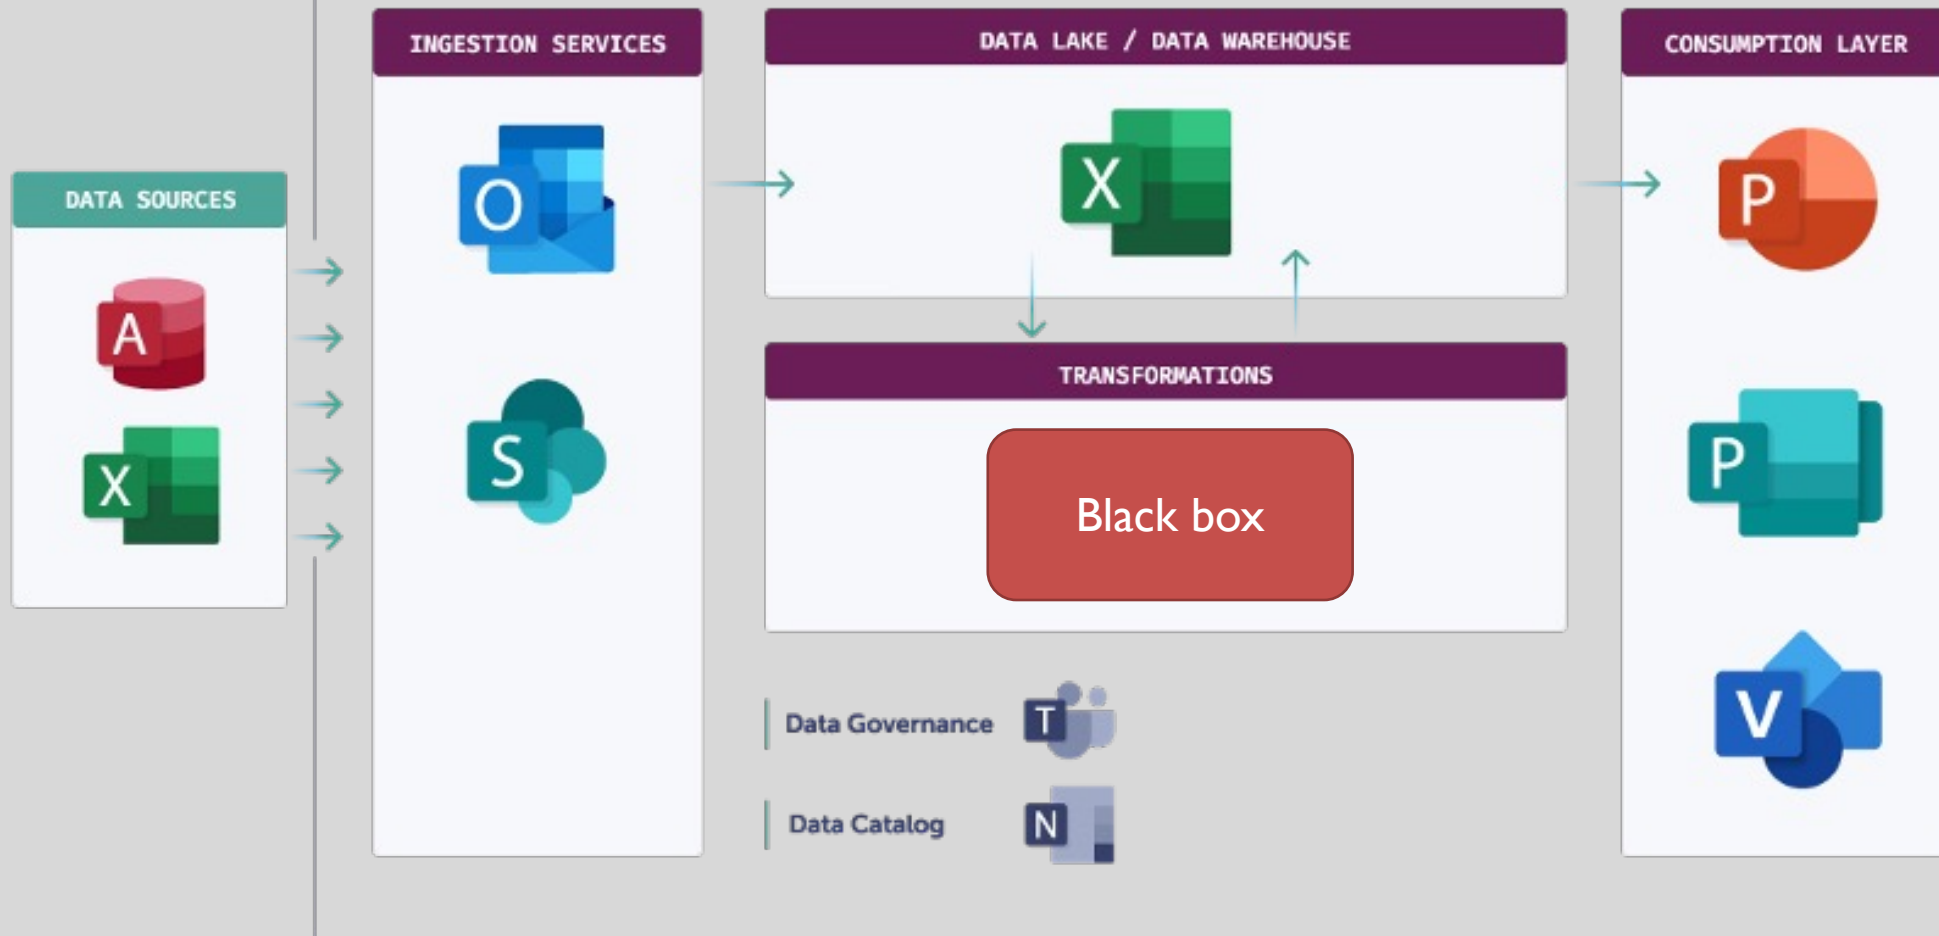 DATA SOURCES
A
X
INGESTION SERVICES
O
S
DATA LAKE / DATA WAREHOUSE
X
TRANSFORMATIONS
Black box
Data Governance
T
Data Catalog
N
CONSUMPTION LAYER
P
P
V